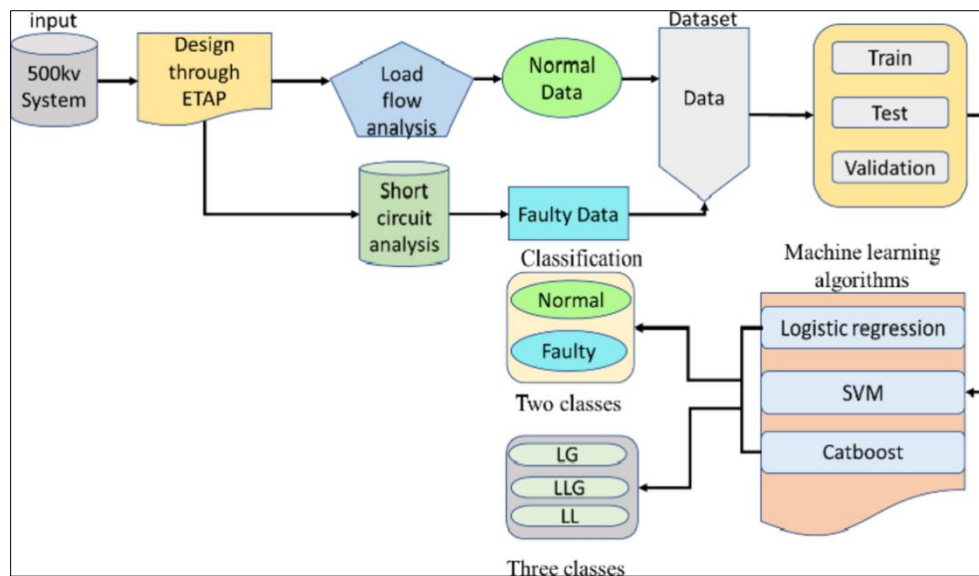 input
500kv
System
Design
through
ETAP
Load
flow
analysis
Normal
Data
Dataset
Data
Train
Test
Validation
Short
circuit
analysis
Faulty Data
Classification
Normal
Faulty
Two classes
LG
LLG
LL
Three classes
Machine learning
algorithms
Logistic regression
SVM
Catboost